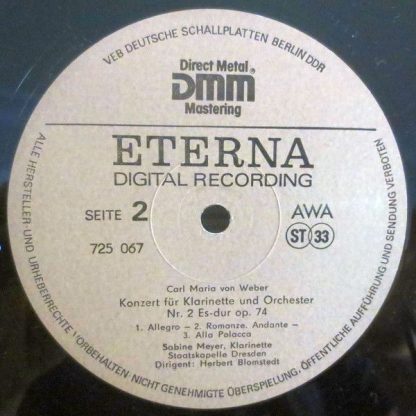 VEB DEUTSCHE SCHALLPLATTEN BERLIN DDR
Direct Metal
DMM
Mastering
ETERNA
DIGITAL RECORDING
SEITE 2
AWA
725 067
ST 33
Carl Maria von Weber
Konzert für Klarinette und Orchester
Nr. 2 Es-dur op. 74
1. Allegro – 2. Romanze. Andante –
3. Alla Polacca
Sabine Meyer, Klarinette
Staatskapelle Dresden
Dirigent: Herbert Blomstedt
ALLE HERSTELLER- UND URHEBERRECHTE VORBEHALTEN NICHT GENEHMIGTE ÜBERSPIELUNG, ÖFFENTLICHE AUFFÜHRUNG UND SENDUNG VERBOTEN